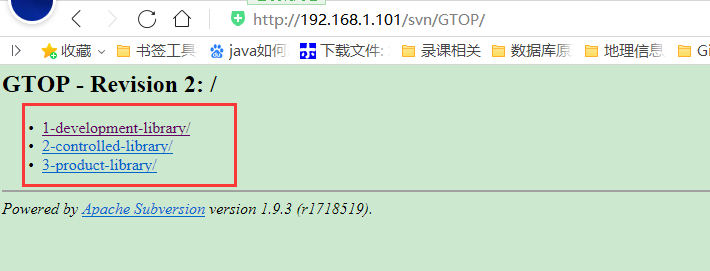 http://192.168.1.101/svn/GTOP/
收藏 书签工具 java如何 下载文件: 录课相关 数据库原 地理信息
GTOP - Revision 2: /
• 1-development-library/
• 2-controlled-library/
• 3-product-library/
Powered by Apache Subversion version 1.9.3 (r1718519).